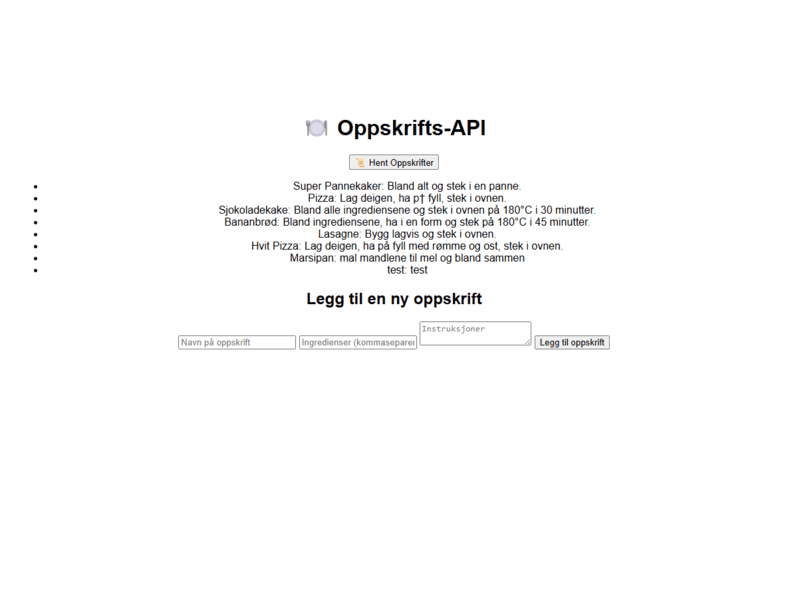 🍽️ Oppskrifts-API
📜 Hent Oppskrifter
Super Pannekaker: Bland alt og stek i en panne.
Pizza: Lag deigen, ha p† fyll, stek i ovnen.
Sjokoladekake: Bland alle ingrediensene og stek i ovnen på 180°C i 30 minutter.
Bananbrød: Bland ingrediensene, ha i en form og stek på 180°C i 45 minutter.
Lasagne: Bygg lagvis og stek i ovnen.
Hvit Pizza: Lag deigen, ha på fyll med rømme og ost, stek i ovnen.
Marsipan: mal mandlene til mel og bland sammen
test: test
Legg til en ny oppskrift
Navn på oppskrift Ingredienser (kommaseparer Instruksjoner Legg til oppskrift